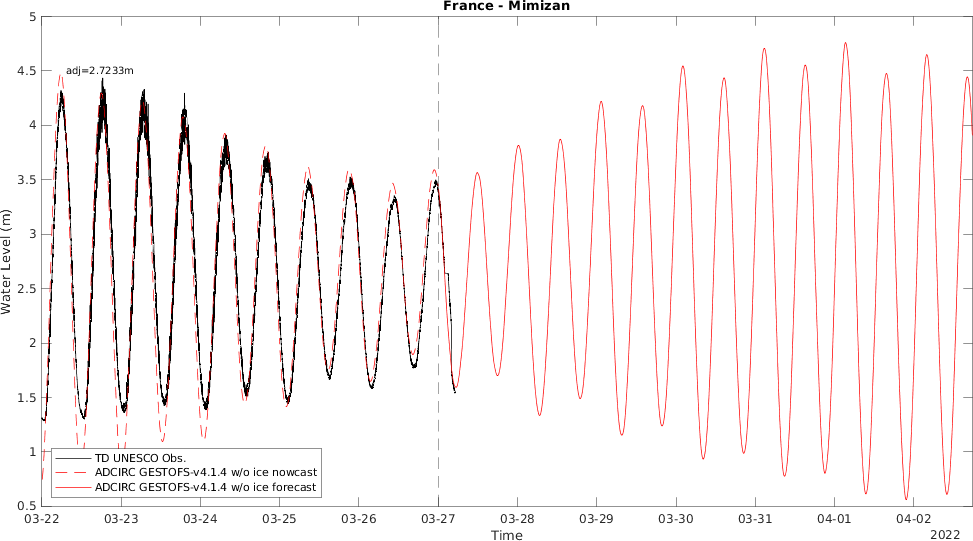 France - Mimizan
adj=2.7233m
Water Level (m)
5
4.5
4
3.5
3
2.5
2
1.5
1
0.5
TD UNESCO Obs.
ADCIRC GESTOFS-v4.1.4 w/o ice nowcast
ADCIRC GESTOFS-v4.1.4 w/o ice forecast
03-22 03-23 03-24 03-25 03-26 03-27 03-28 03-29 03-30 03-31 04-01 04-02
2022
Time